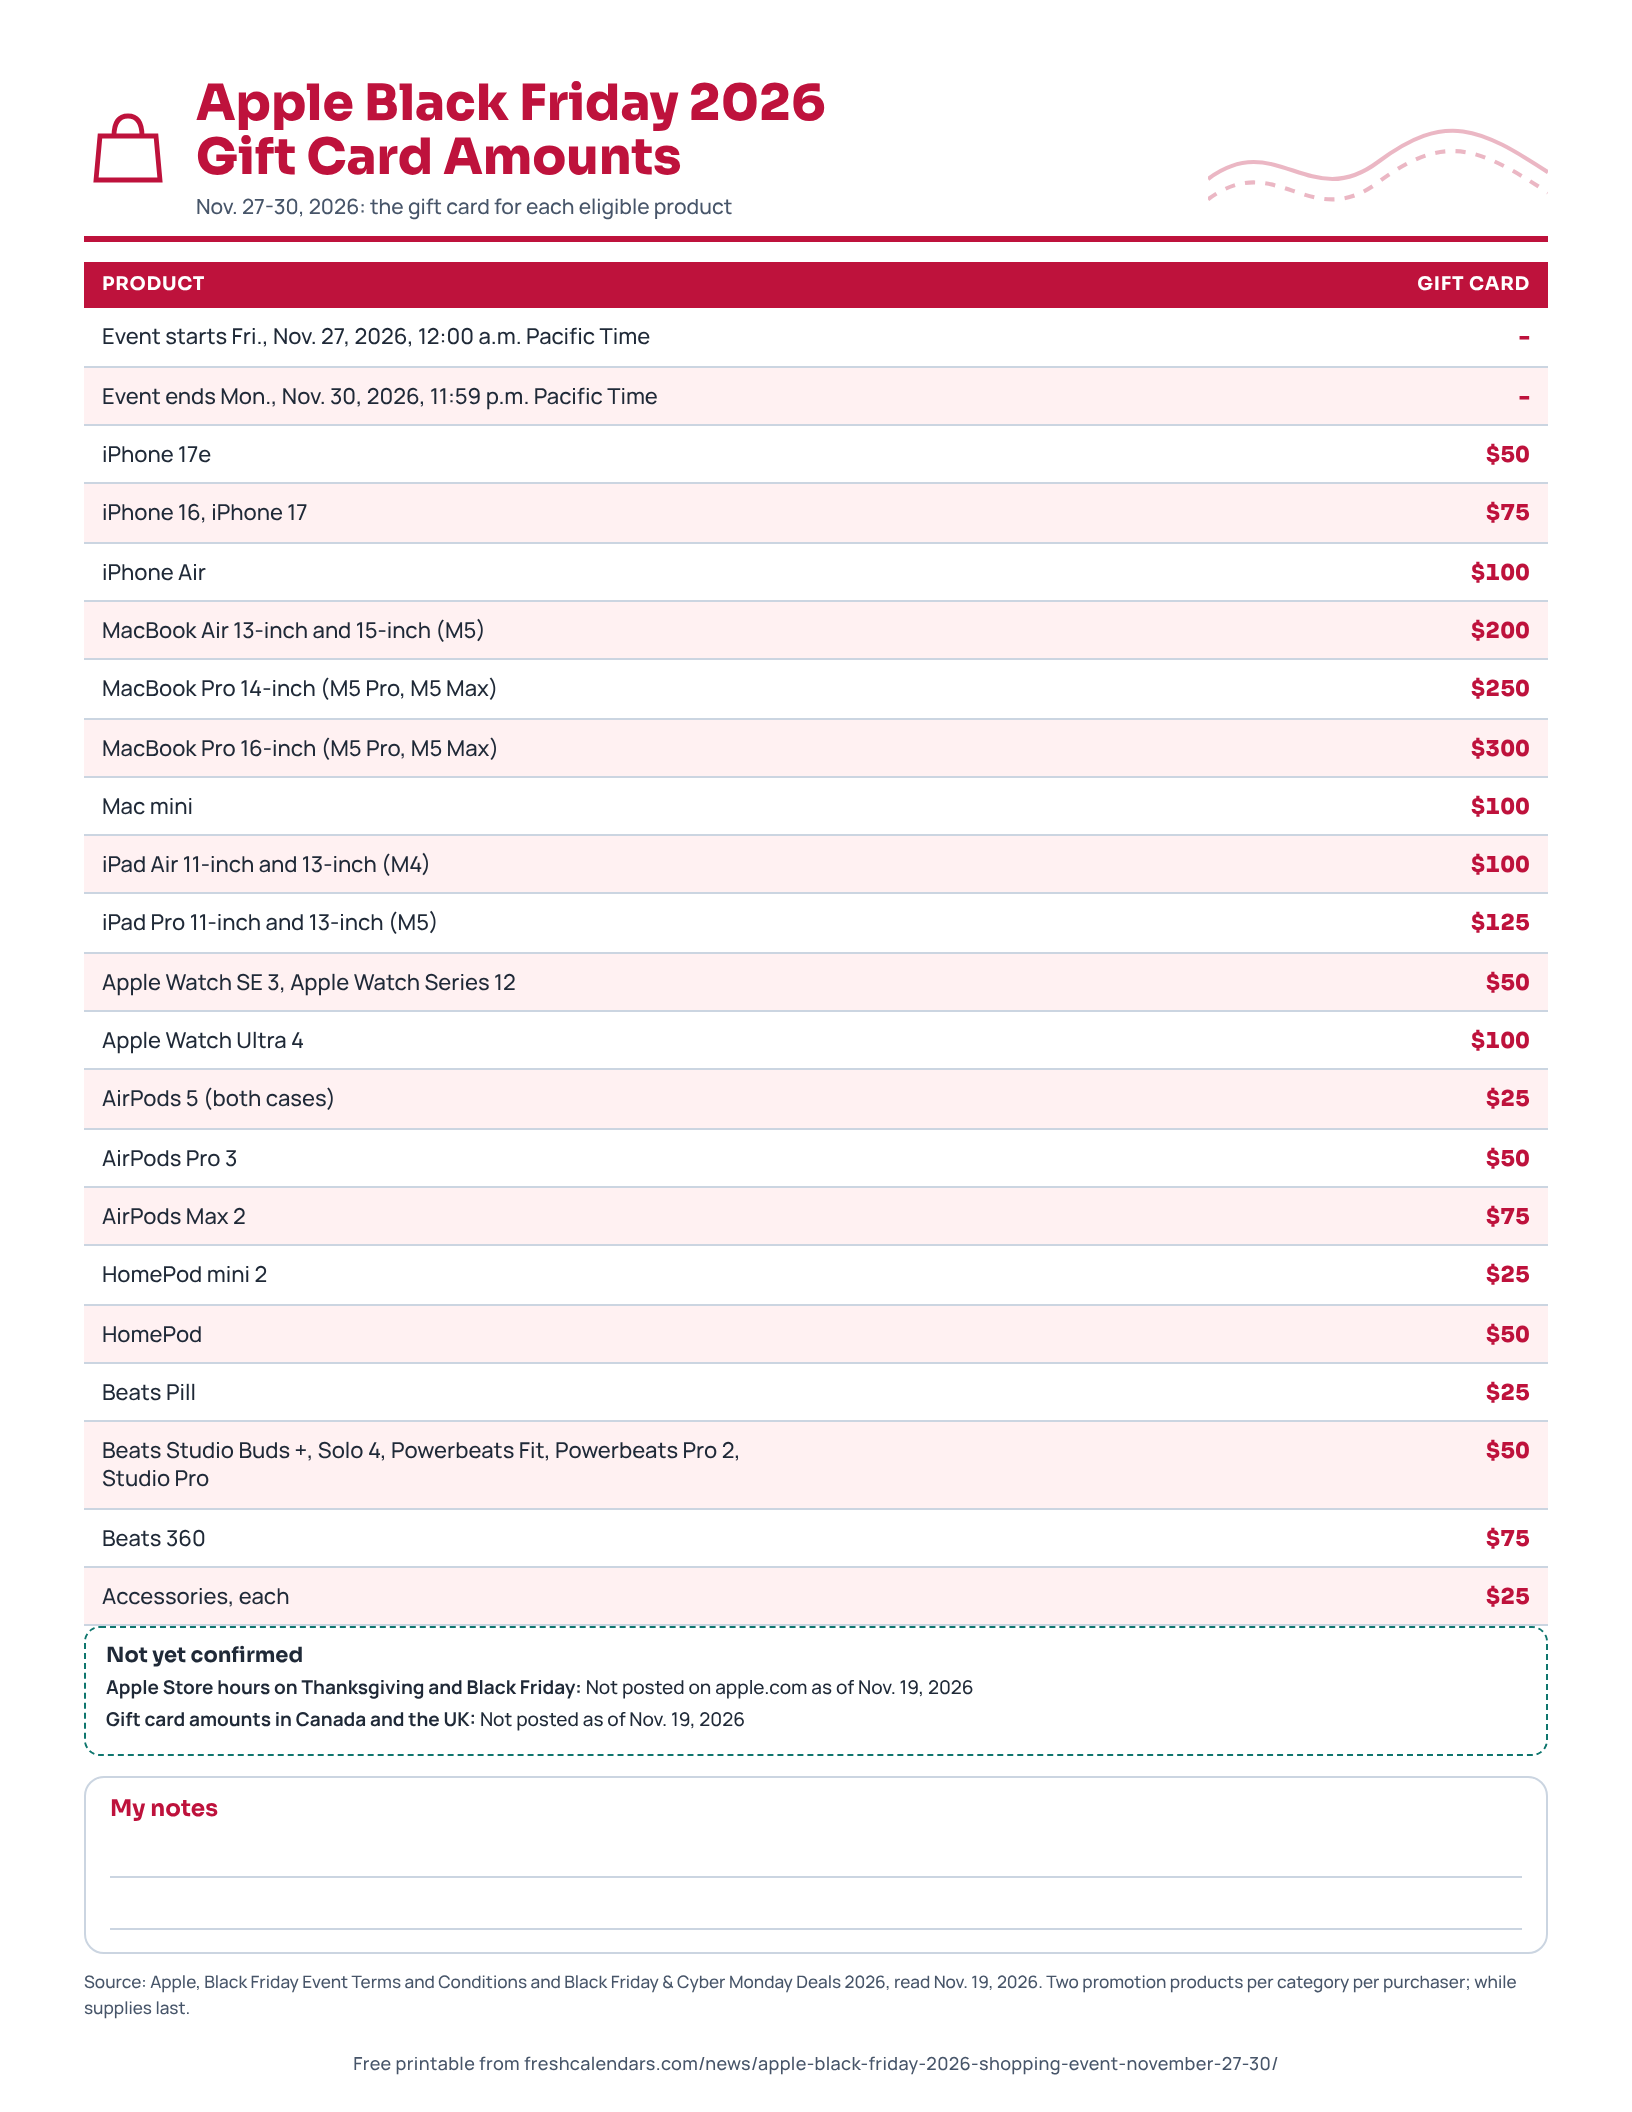 Apple Black Friday 2026
Gift Card Amounts
Nov. 27-30, 2026: the gift card for each eligible product
PRODUCT GIFT CARD
Event starts Fri., Nov. 27, 2026, 12:00 a.m. Pacific Time -
Event ends Mon., Nov. 30, 2026, 11:59 p.m. Pacific Time -
iPhone 17e $50
iPhone 16, iPhone 17 $75
iPhone Air $100
MacBook Air 13-inch and 15-inch (M5) $200
MacBook Pro 14-inch (M5 Pro, M5 Max) $250
MacBook Pro 16-inch (M5 Pro, M5 Max) $300
Mac mini $100
iPad Air 11-inch and 13-inch (M4) $100
iPad Pro 11-inch and 13-inch (M5) $125
Apple Watch SE 3, Apple Watch Series 12 $50
Apple Watch Ultra 4 $100
AirPods 5 (both cases) $25
AirPods Pro 3 $50
AirPods Max 2 $75
HomePod mini 2 $25
HomePod $50
Beats Pill $25
Beats Studio Buds +, Solo 4, Powerbeats Fit, Powerbeats Pro 2, $50
Studio Pro
Beats 360 $75
Accessories, each $25
Not yet confirmed
Apple Store hours on Thanksgiving and Black Friday: Not posted on apple.com as of Nov. 19, 2026
Gift card amounts in Canada and the UK: Not posted as of Nov. 19, 2026
My notes
Source: Apple, Black Friday Event Terms and Conditions and Black Friday & Cyber Monday Deals 2026, read Nov. 19, 2026. Two promotion products per category per purchaser; while
supplies last.
Free printable from freshcalendars.com/news/apple-black-friday-2026-shopping-event-november-27-30/